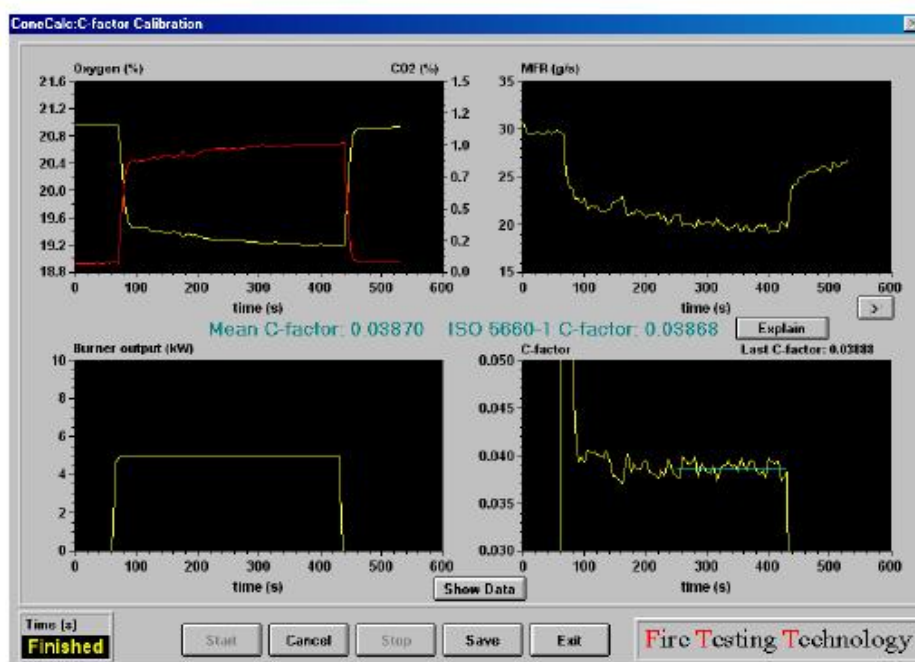 ConeCalc:C-factor Calibration
Oxygen (%) CO2 (%) MFR (g/s)
21.6 1.5 35
21.2 1.2 30
20.8 1.0
20.4 0.7 25
20.0 0.5 20
19.6 0.2
19.2 0.0 15
18.8
0 100 200 300 400 500 600 0 100 200 300 400 500 600
time (s) time (s)
>
Mean C-factor: 0.03870 ISO 5660-1 C-factor: 0.03868 Explain
Burner output (kW) C-factor Last C-factor: 0.03888
10 0.050
8 0.045
6 0.040
4 0.035
2 0.030
0
0 100 200 300 400 500 600 0 100 200 300 400 500 600
time (s) time (s)
Show Data
Time (s)
Finished Start Cancel Stop Save Exit Fire Testing Technology